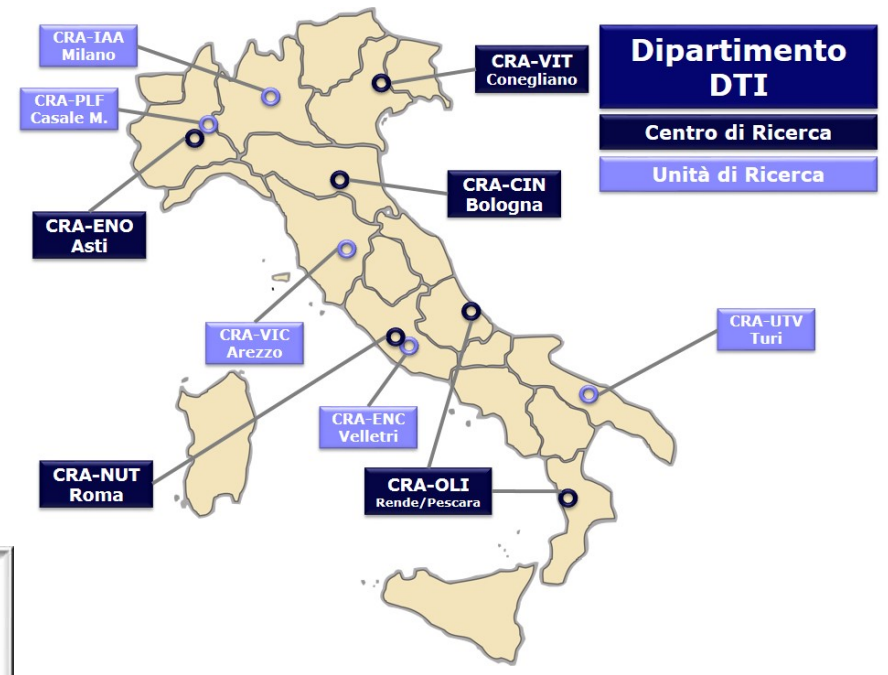 CRA-IAA
Milano
CRA-PLF
Casale M.
CRA-ENO
Asti
CRA-VIT
Conegliano
CRA-CIN
Bologna
Dipartimento
DTI
Centro di Ricerca
Unità di Ricerca
CRA-VIC
Arezzo
CRA-UTV
Turi
CRA-ENC
Velletri
CRA-NUT
Roma
CRA-OLI
Rende/Pescara